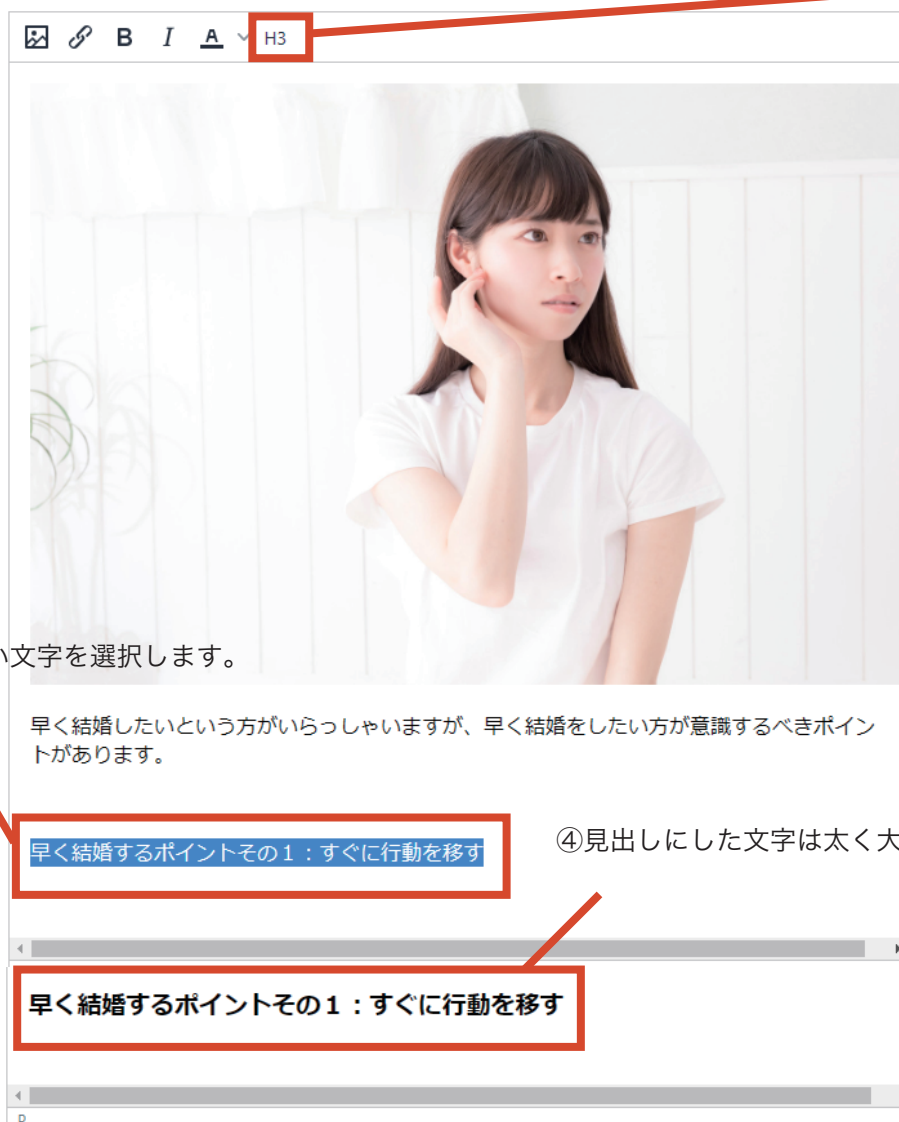 B I A H3
い文字を選択します。
早く結婚したいという方がいらっしゃいますが、早く結婚をしたい方が意識するべきポイン
トがあります。
早く結婚するポイントその１：すぐに行動を移す
④見出しにした文字は太く大
早く結婚するポイントその１：すぐに行動を移す